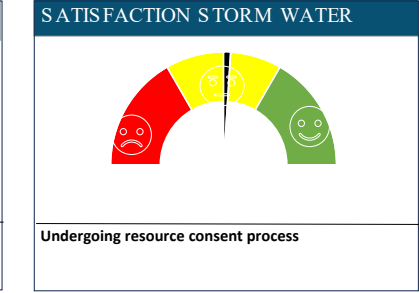 SATISFACTION STORM WATER
Undergoing resource consent process